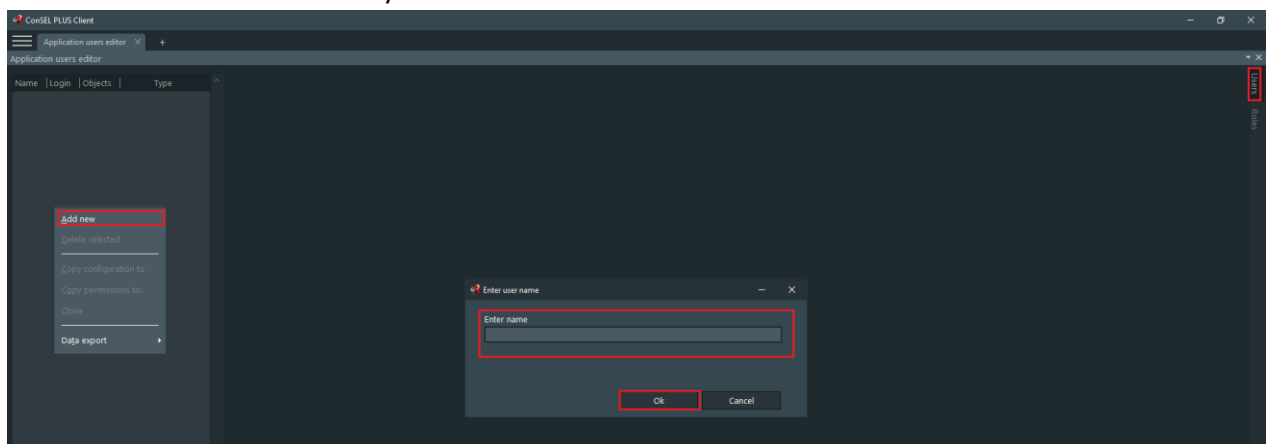 ConSEL PLUS Client
Application users editor × +
Application users editor
Name Login Objects Type
Users
Roles
Add new
Delete selected
Copy configuration to
Copy permissions to:
Clone
Data export
Enter user name
Enter name
Ok Cancel